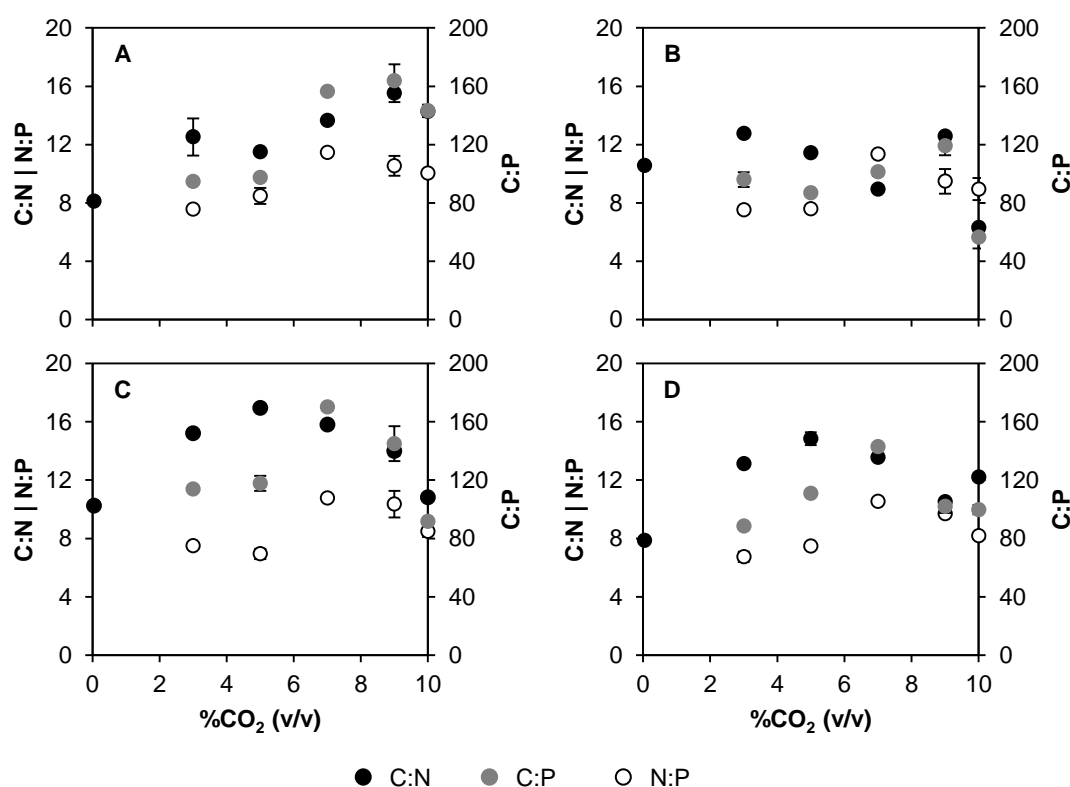 20 200 20 200
A B
16 160 16 160
12 120 12 120
C:N | N:P C:P C:N | N:P C:P
8 80 8 80
4 40 4 40
0 0 0 0
20 200 20 200
C D
16 160 16 160
12 120 12 120
C:N | N:P C:P C:N | N:P C:P
8 80 8 80
4 40 4 40
0 0 0 0
0 2 4 6 8 10 0 2 4 6 8 10
%CO₂ (v/v) %CO₂ (v/v)
C:N C:P N:P